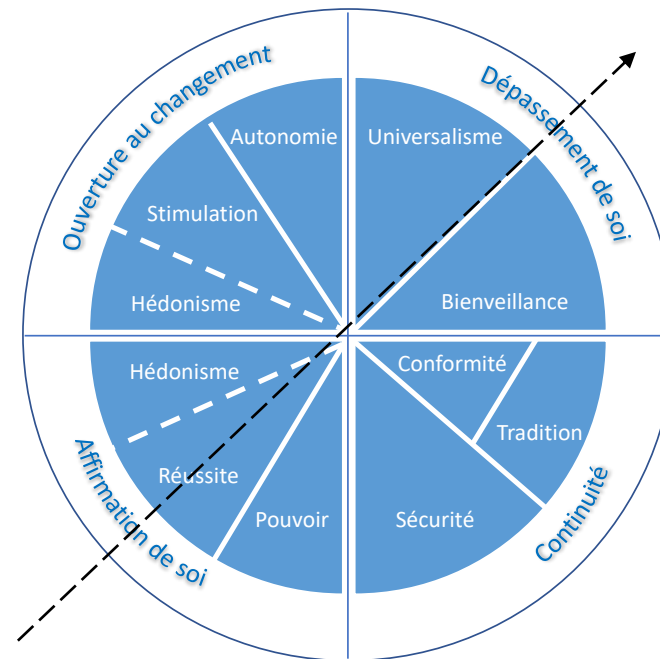 Ouverture au changement
Dépassement de soi
Autonomie
Universalisme
Stimulation
Hédonisme
Bienveillance
Hédonisme
Conformité
Tradition
Réussite
Pouvoir
Sécurité
Affirmation de soi
Continuité